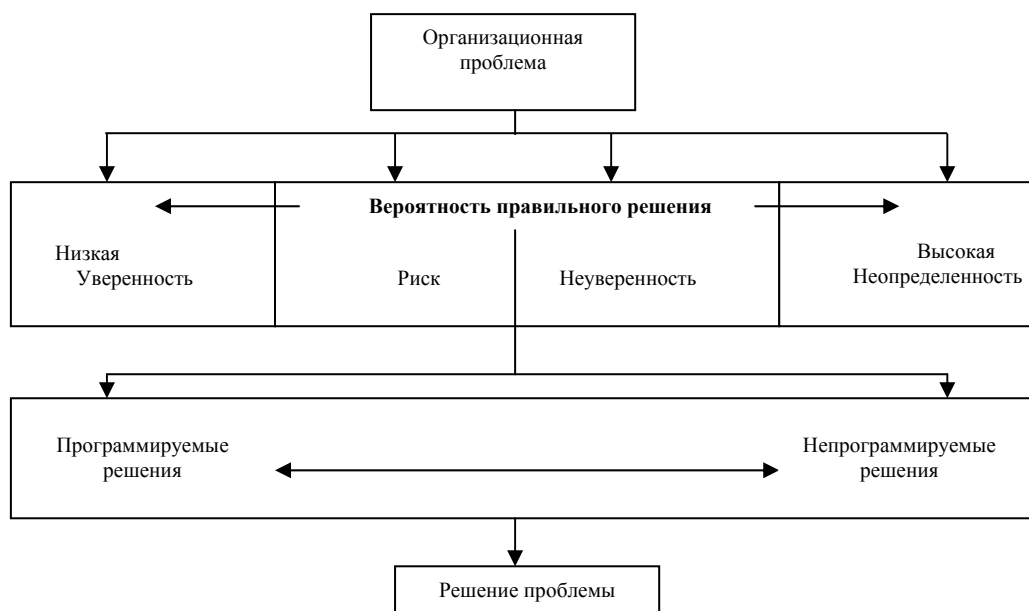 Организационная
проблема
Вероятность правильного решения
Низкая
Уверенность
Риск
Неуверенность
Высокая
Неопределенность
Программируемые
решения
Непрограммируемые
решения
Решение проблемы